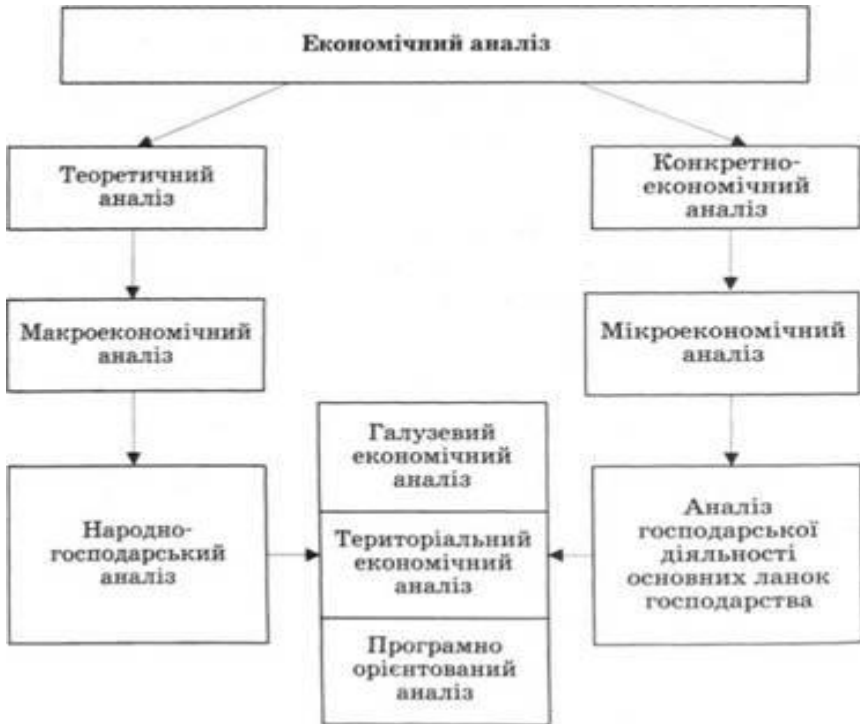 Економічний аналіз
Теоретичний
аналіз
Конкретно-
економічний
аналіз
Макроекономічний
аналіз
Мікроекономічний
аналіз
Галузевий
економічний
аналіз
Народно-
господарський
аналіз
Територіальний
економічний
аналіз
Аналіз
господарської
діяльності
основних ланок
господарства
Програмно
орієнтований
аналіз